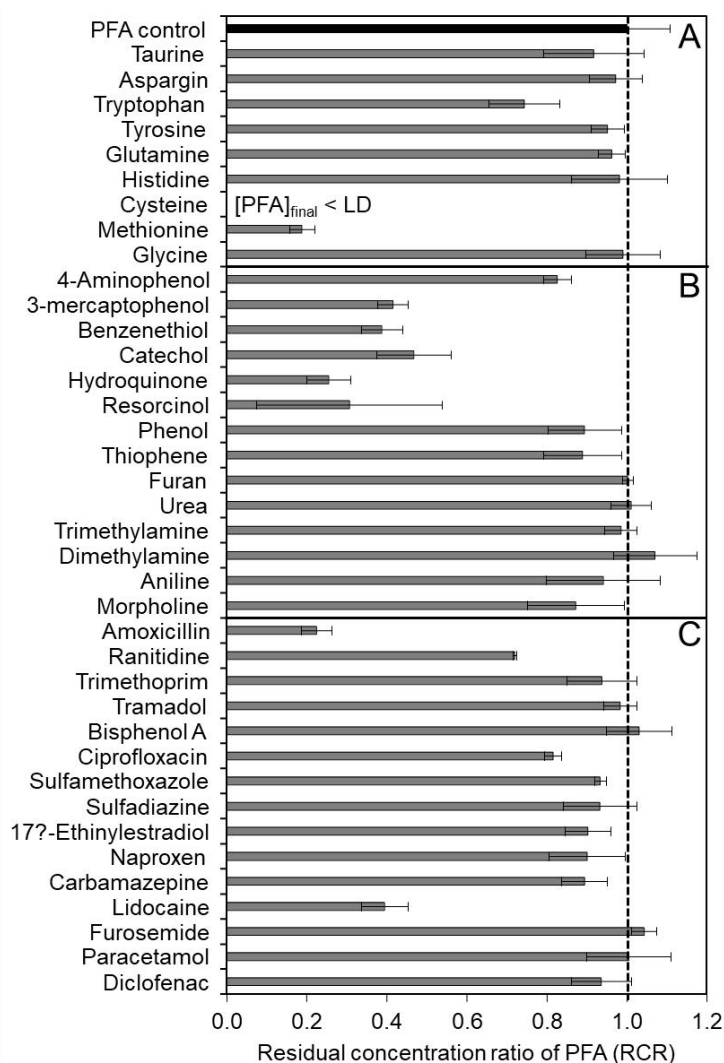 PFA control
A
Taurine
Aspargin
Tryptophan
Tyrosine
Glutamine
Histidine
Cysteine [PFA]final < LD
Methionine
Glycine
4-Aminophenol
B
3-mercaptophenol
Benzenethiol
Catechol
Hydroquinone
Resorcinol
Phenol
Thiophene
Furan
Urea
Trimethylamine
Dimethylamine
Aniline
Morpholine
Amoxicillin
C
Ranitidine
Trimethoprim
Tramadol
Bisphenol A
Ciprofloxacin
Sulfamethoxazole
Sulfadiazine
17?-Ethinylestradiol
Naproxen
Carbamazepine
Lidocaine
Furosemide
Paracetamol
Diclofenac
0.0 0.2 0.4 0.6 0.8 1.0 1.2
Residual concentration ratio of PFA (RCR)